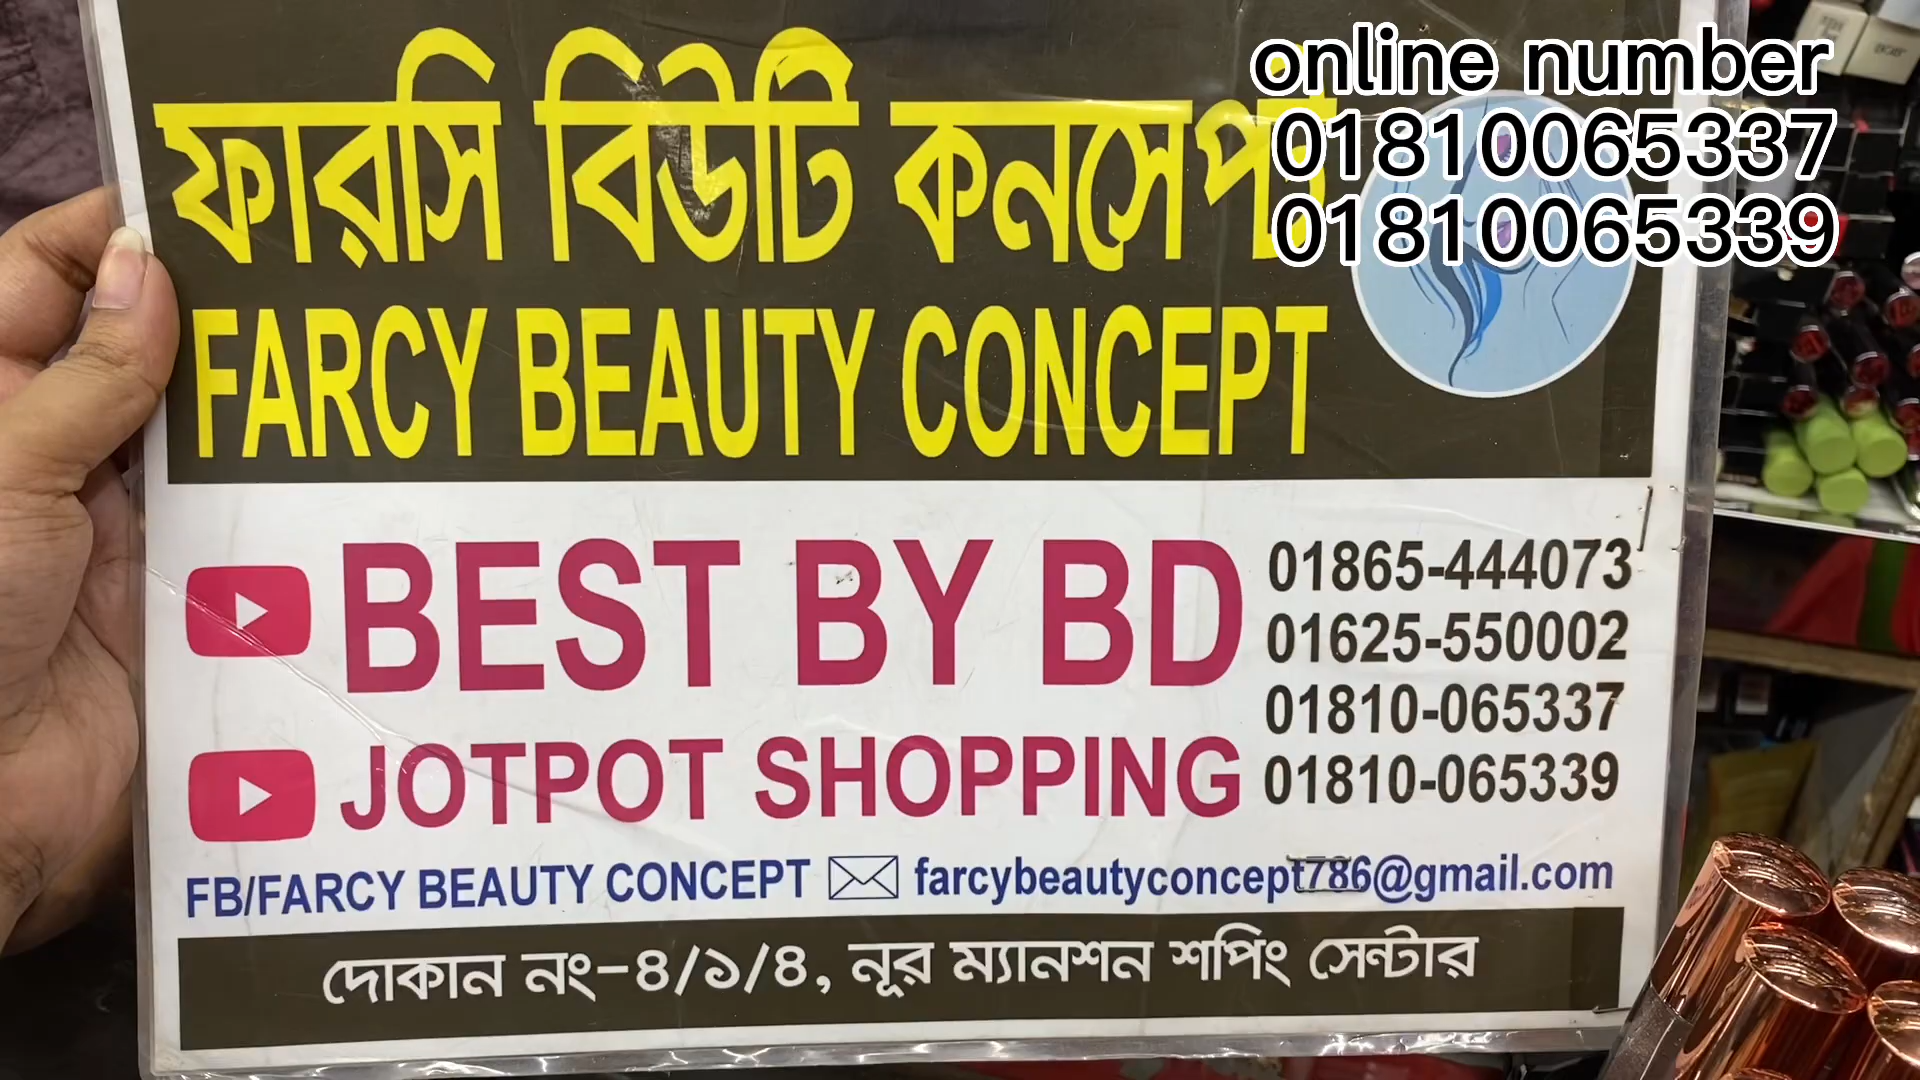 online number
01810065337
01810065339
ফারসি বিউটি কনসেপ্ট
FARCY BEAUTY CONCEPT
BEST BY BD
JOTPOT SHOPPING
01865-444073
01625-550002
01810-065337
01810-065339
FB/FARCY BEAUTY CONCEPT farcybeautyconcept786@gmail.com
দোকান নং-৪/১/৪, নূর ম্যানশন শপিং সেন্টার